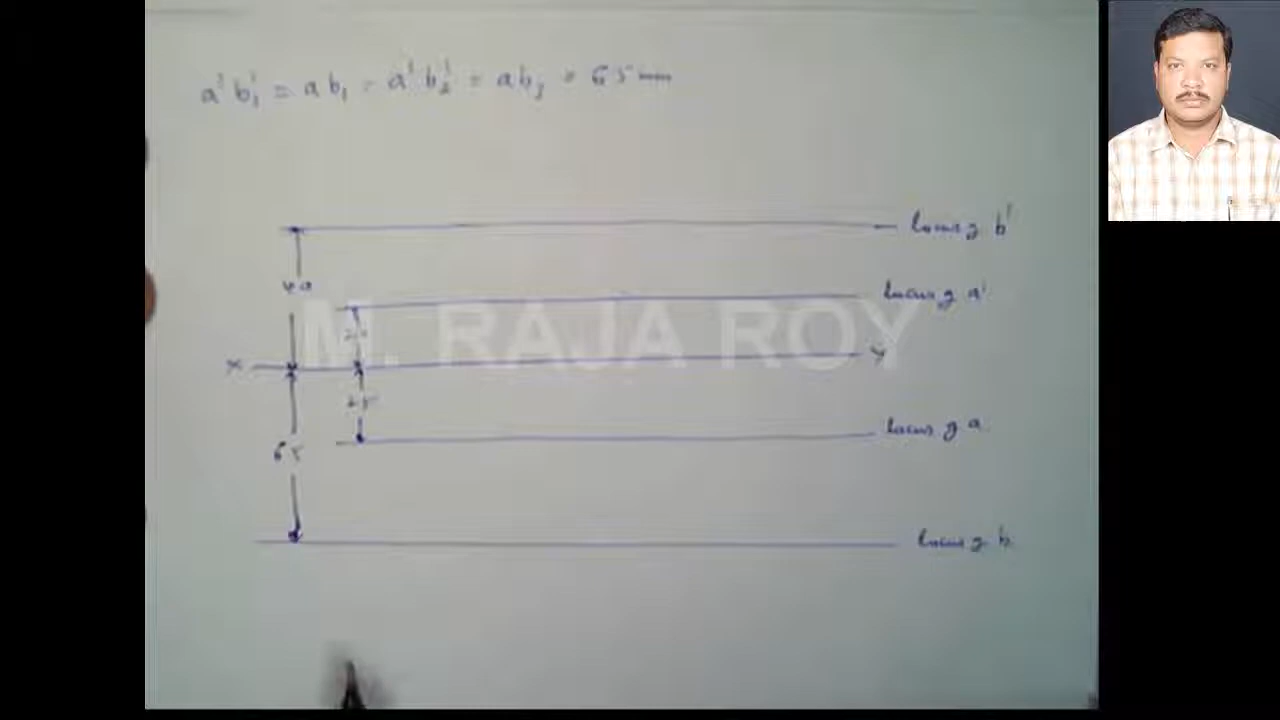 a' b'₁ = ab₁ = a' b'₂ = ab₂ = 65 mm
locus of b'
40
locus of a'
20
M. RAJA ROY
X
Y
25
locus of a
65
locus of b